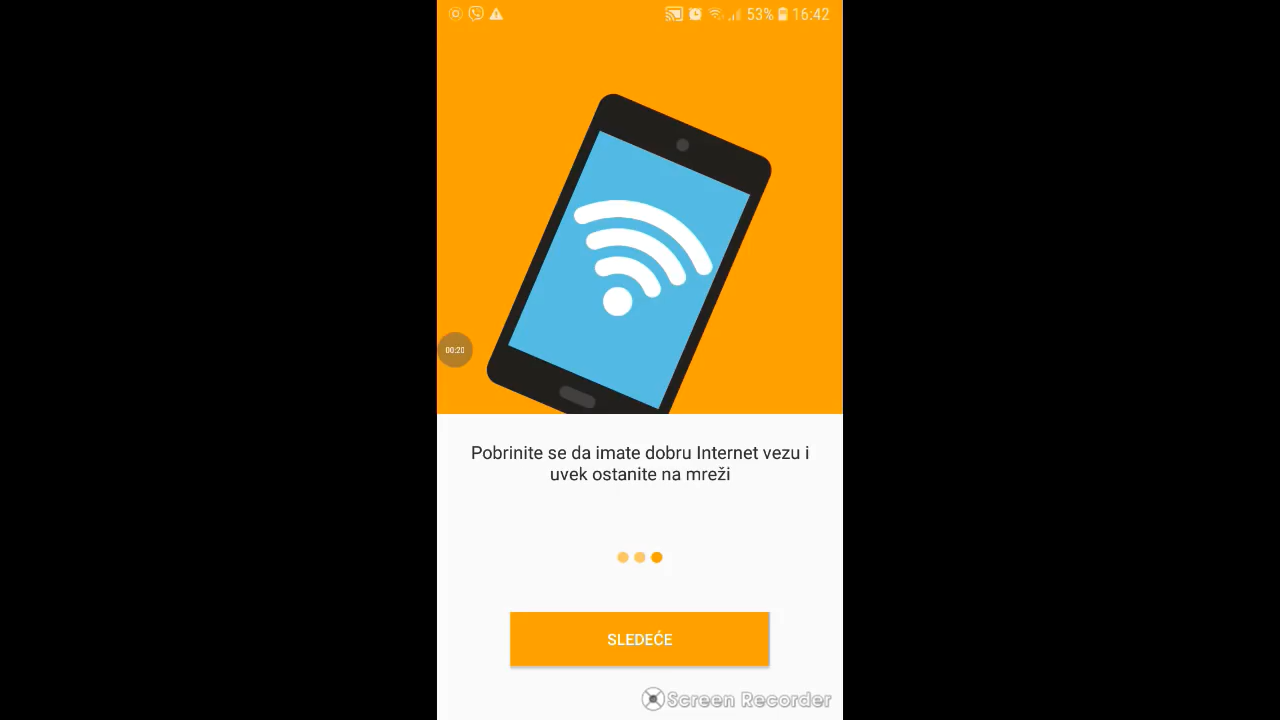 53% 16:42
00:20
Pobrinite se da imate dobru Internet vezu i
uvek ostanite na mreži
SLEDEĆE
Screen Recorder